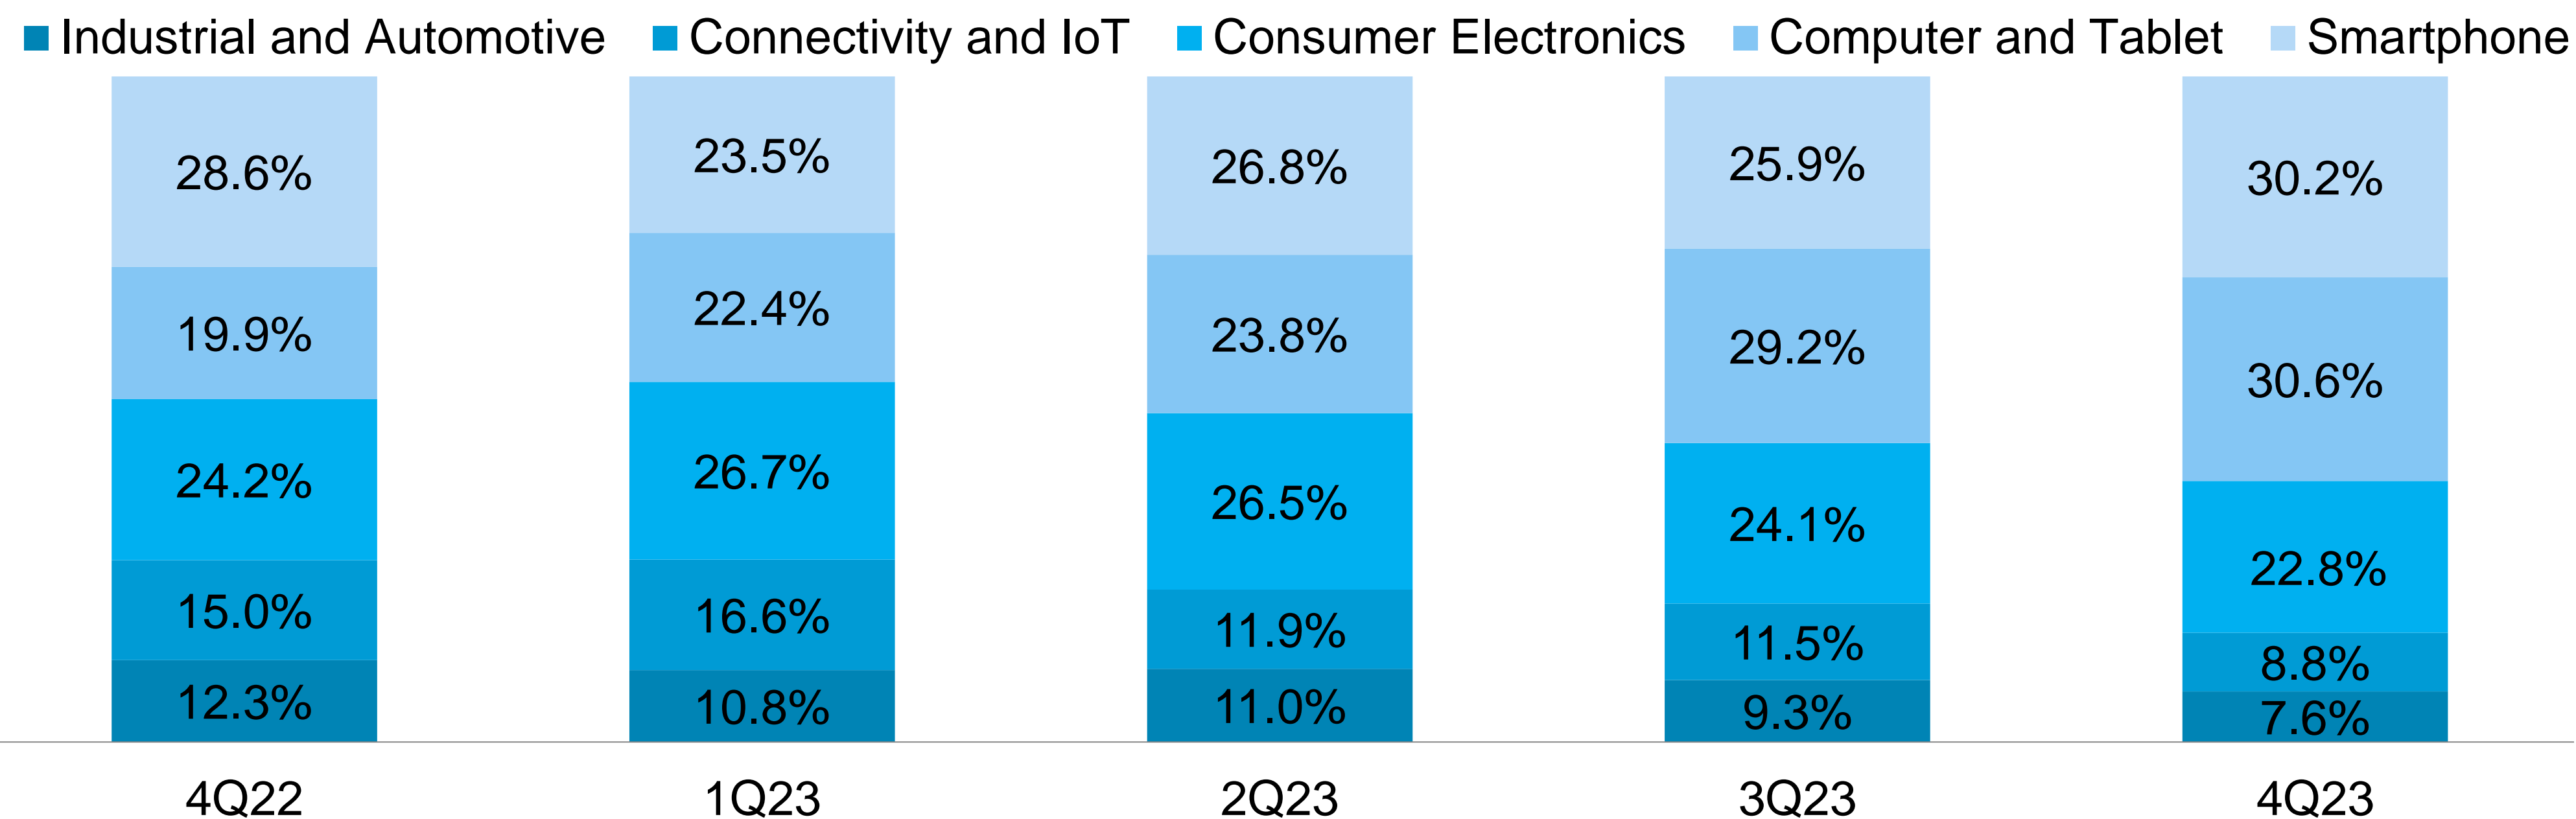 Industrial and Automotive Connectivity and IoT Consumer Electronics Computer and Tablet Smartphone
28.6% 23.5% 26.8% 25.9% 30.2%
19.9% 22.4% 23.8% 29.2% 30.6%
24.2% 26.7% 26.5% 24.1% 22.8%
15.0% 16.6% 11.9% 11.5% 8.8%
12.3% 10.8% 11.0% 9.3% 7.6%
4Q22 1Q23 2Q23 3Q23 4Q23